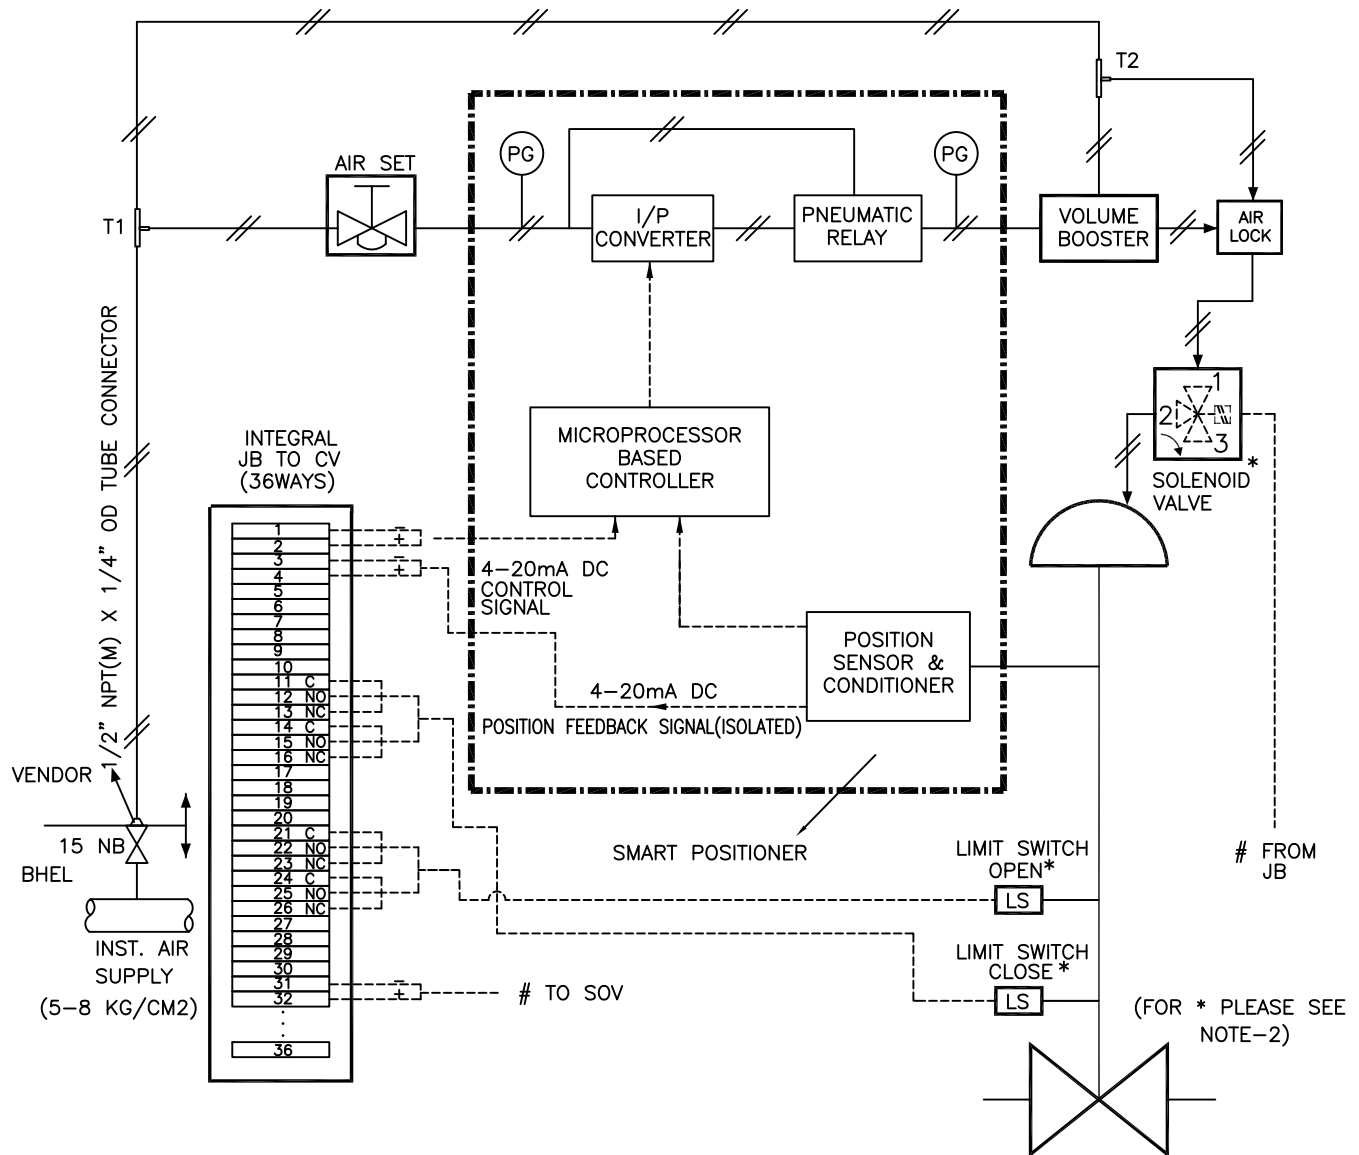 T2
AIR SET
PG
PG
T1
I/P
CONVERTER
PNEUMATIC
RELAY
VOLUME
BOOSTER
AIR
LOCK
1/2" NPT(M) X 1/4" OD TUBE CONNECTOR
1
2
3
SOLENOID*
VALVE
MICROPROCESSOR
BASED
CONTROLLER
INTEGRAL
JB TO CV
(36WAYS)
1 −
2 +
3 −
4 +
5
6
7
8
9
10
11 C
12 NO
13 NC
14 C
15 NO
16 NC
17
18
19
20
21 C
22 NO
23 NC
24 C
25 NO
26 NC
27
28
29
30
31 −
32 +
.
.
.
36
4−20mA DC
CONTROL
SIGNAL
POSITION
SENSOR &
CONDITIONER
4−20mA DC
POSITION FEEDBACK SIGNAL(ISOLATED)
VENDOR
15 NB
BHEL
INST. AIR
SUPPLY
(5−8 KG/CM2)
SMART POSITIONER
LIMIT SWITCH
OPEN*
LS
# FROM
JB
LIMIT SWITCH
CLOSE*
LS
# TO SOV
(FOR * PLEASE SEE
NOTE−2)